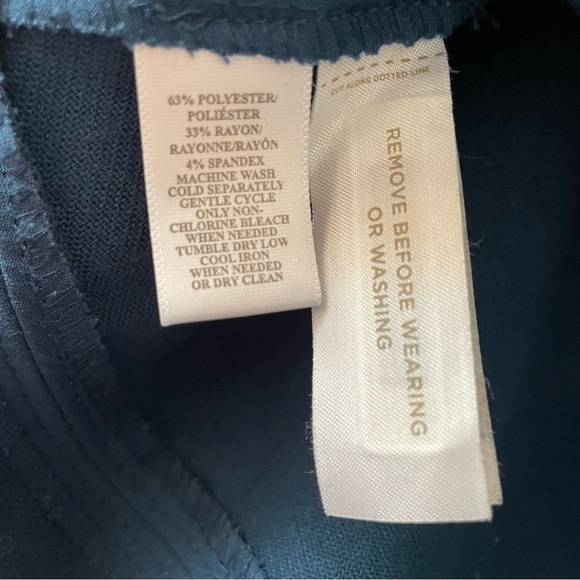 63% POLYESTER/
POLIÉSTER
33% RAYON/
RAYONNE/RAYÓN
4% SPANDEX
MACHINE WASH
COLD SEPARATELY
GENTLE CYCLE
ONLY NON-
CHLORINE BLEACH
WHEN NEEDED
TUMBLE DRY LOW
COOL IRON
WHEN NEEDED
OR DRY CLEAN
CUT ALONG DOTTED LINE
REMOVE BEFORE WEARING
OR WASHING